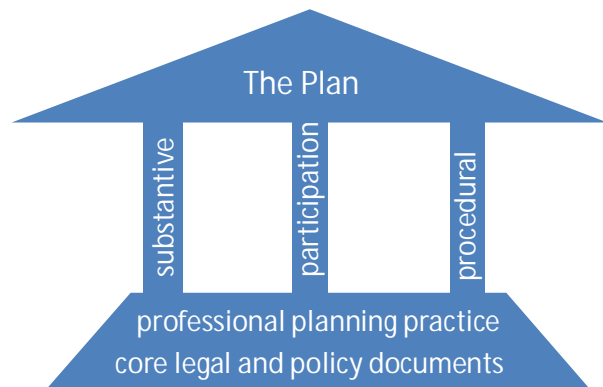 The Plan
substantive
participation
procedural
professional planning practice
core legal and policy documents